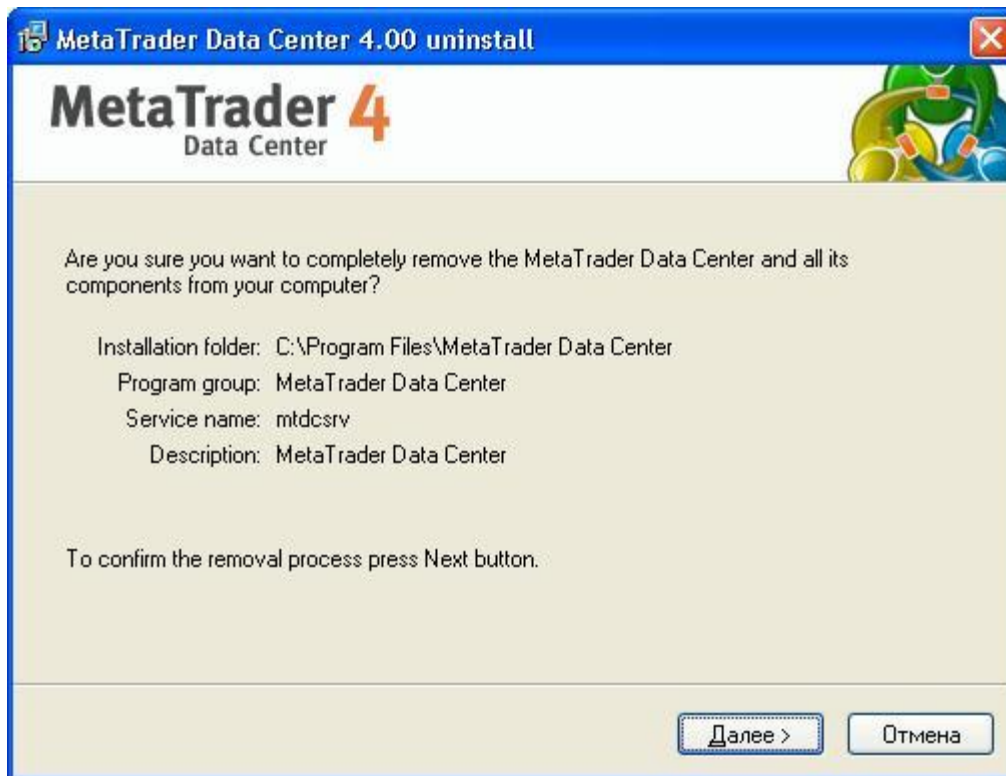 MetaTrader Data Center 4.00 uninstall
MetaTrader 4
Data Center
Are you sure you want to completely remove the MetaTrader Data Center and all its
components from your computer?
Installation folder: C:\Program Files\MetaTrader Data Center
Program group: MetaTrader Data Center
Service name: mtdcsrv
Description: MetaTrader Data Center
To confirm the removal process press Next button.
Далее >
Отмена